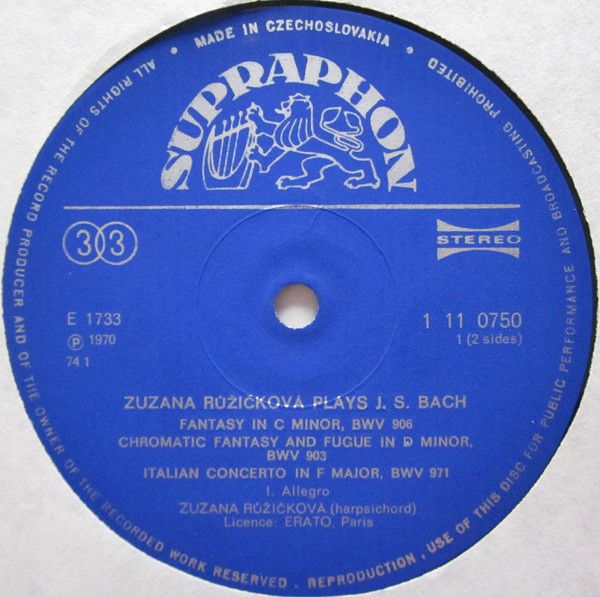 MADE IN CZECHOSLOVAKIA • ALL RIGHTS OF THE RECORD PRODUCER AND OF THE OWNER OF THE RECORDED WORK RESERVED . REPRODUCTION, USE OF THIS DISC FOR PUBLIC PERFORMANCE AND BROADCASTING PROHIBITED •
SUPRAPHON
33
STEREO
E 1733
1 11 0750
℗ 1970
1 (2 sides)
74 1
ZUZANA RŮŽIČKOVÁ PLAYS J. S. BACH
FANTASY IN C MINOR, BWV 906
CHROMATIC FANTASY AND FUGUE IN D MINOR,
BWV 903
ITALIAN CONCERTO IN F MAJOR, BWV 971
I. Allegro
ZUZANA RŮŽIČKOVÁ (harpsichord)
Licence: ERATO, Paris